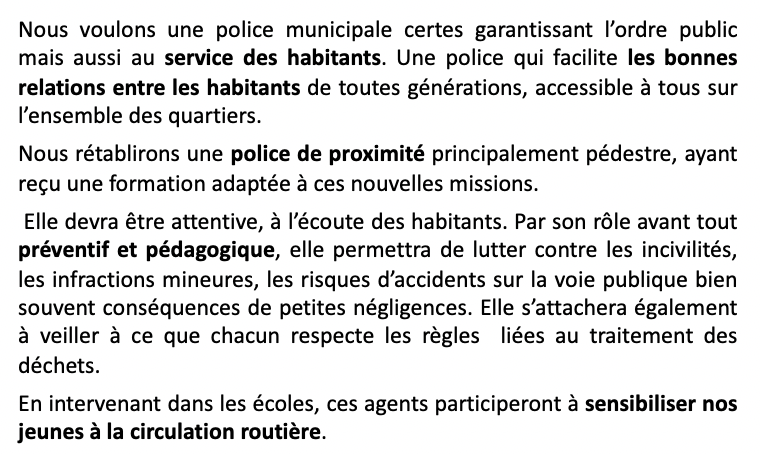 Nous voulons une police municipale certes garantissant l’ordre public
mais aussi au service des habitants. Une police qui facilite les bonnes
relations entre les habitants de toutes générations, accessible à tous sur
l’ensemble des quartiers.
Nous rétablirons une police de proximité principalement pédestre, ayant
reçu une formation adaptée à ces nouvelles missions.
Elle devra être attentive, à l’écoute des habitants. Par son rôle avant tout
préventif et pédagogique, elle permettra de lutter contre les incivilités,
les infractions mineures, les risques d’accidents sur la voie publique bien
souvent conséquences de petites négligences. Elle s’attachera également
à veiller à ce que chacun respecte les règles  liées au traitement des
déchets.
En intervenant dans les écoles, ces agents participeront à sensibiliser nos
jeunes à la circulation routière.